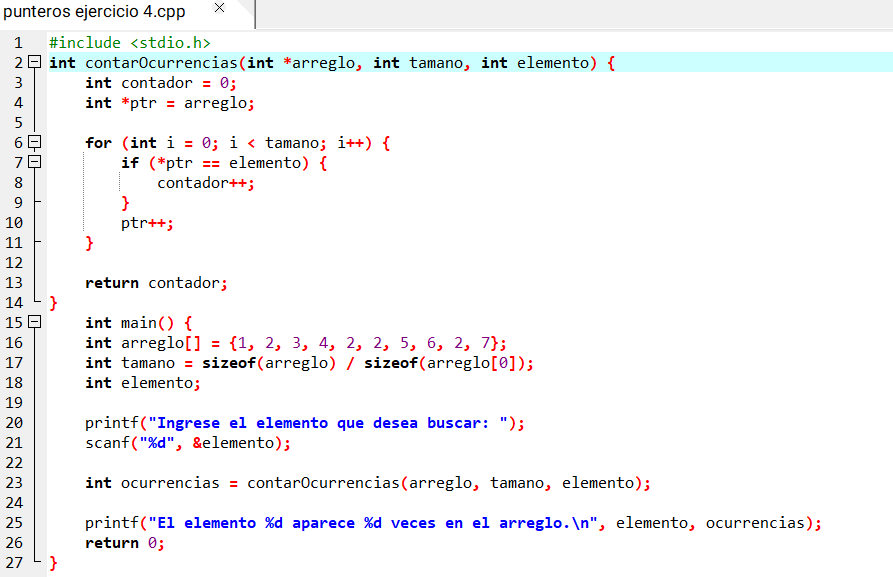 punteros ejercicio 4.cpp ×
1 #include <stdio.h>
2 int contarOcurrencias(int *arreglo, int tamano, int elemento) {
3     int contador = 0;
4     int *ptr = arreglo;
5
6     for (int i = 0; i < tamano; i++) {
7         if (*ptr == elemento) {
8             contador++;
9         }
10         ptr++;
11     }
12
13     return contador;
14 }
15     int main() {
16     int arreglo[] = {1, 2, 3, 4, 2, 2, 5, 6, 2, 7};
17     int tamano = sizeof(arreglo) / sizeof(arreglo[0]);
18     int elemento;
19
20     printf("Ingrese el elemento que desea buscar: ");
21     scanf("%d", &elemento);
22
23     int ocurrencias = contarOcurrencias(arreglo, tamano, elemento);
24
25     printf("El elemento %d aparece %d veces en el arreglo.\n", elemento, ocurrencias);
26     return 0;
27 }